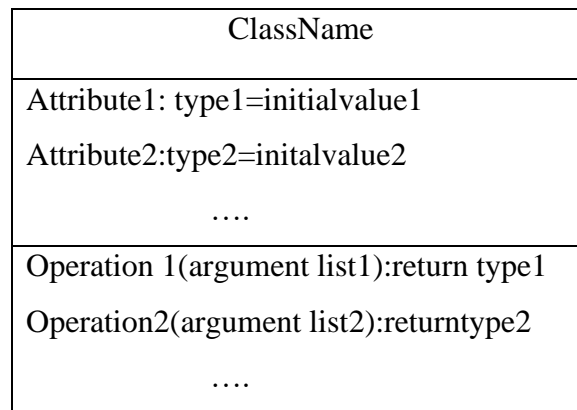 ClassName
Attribute1: type1=initialvalue1
Attribute2:type2=initalvalue2
….
Operation 1(argument list1):return type1
Operation2(argument list2):returntype2
….